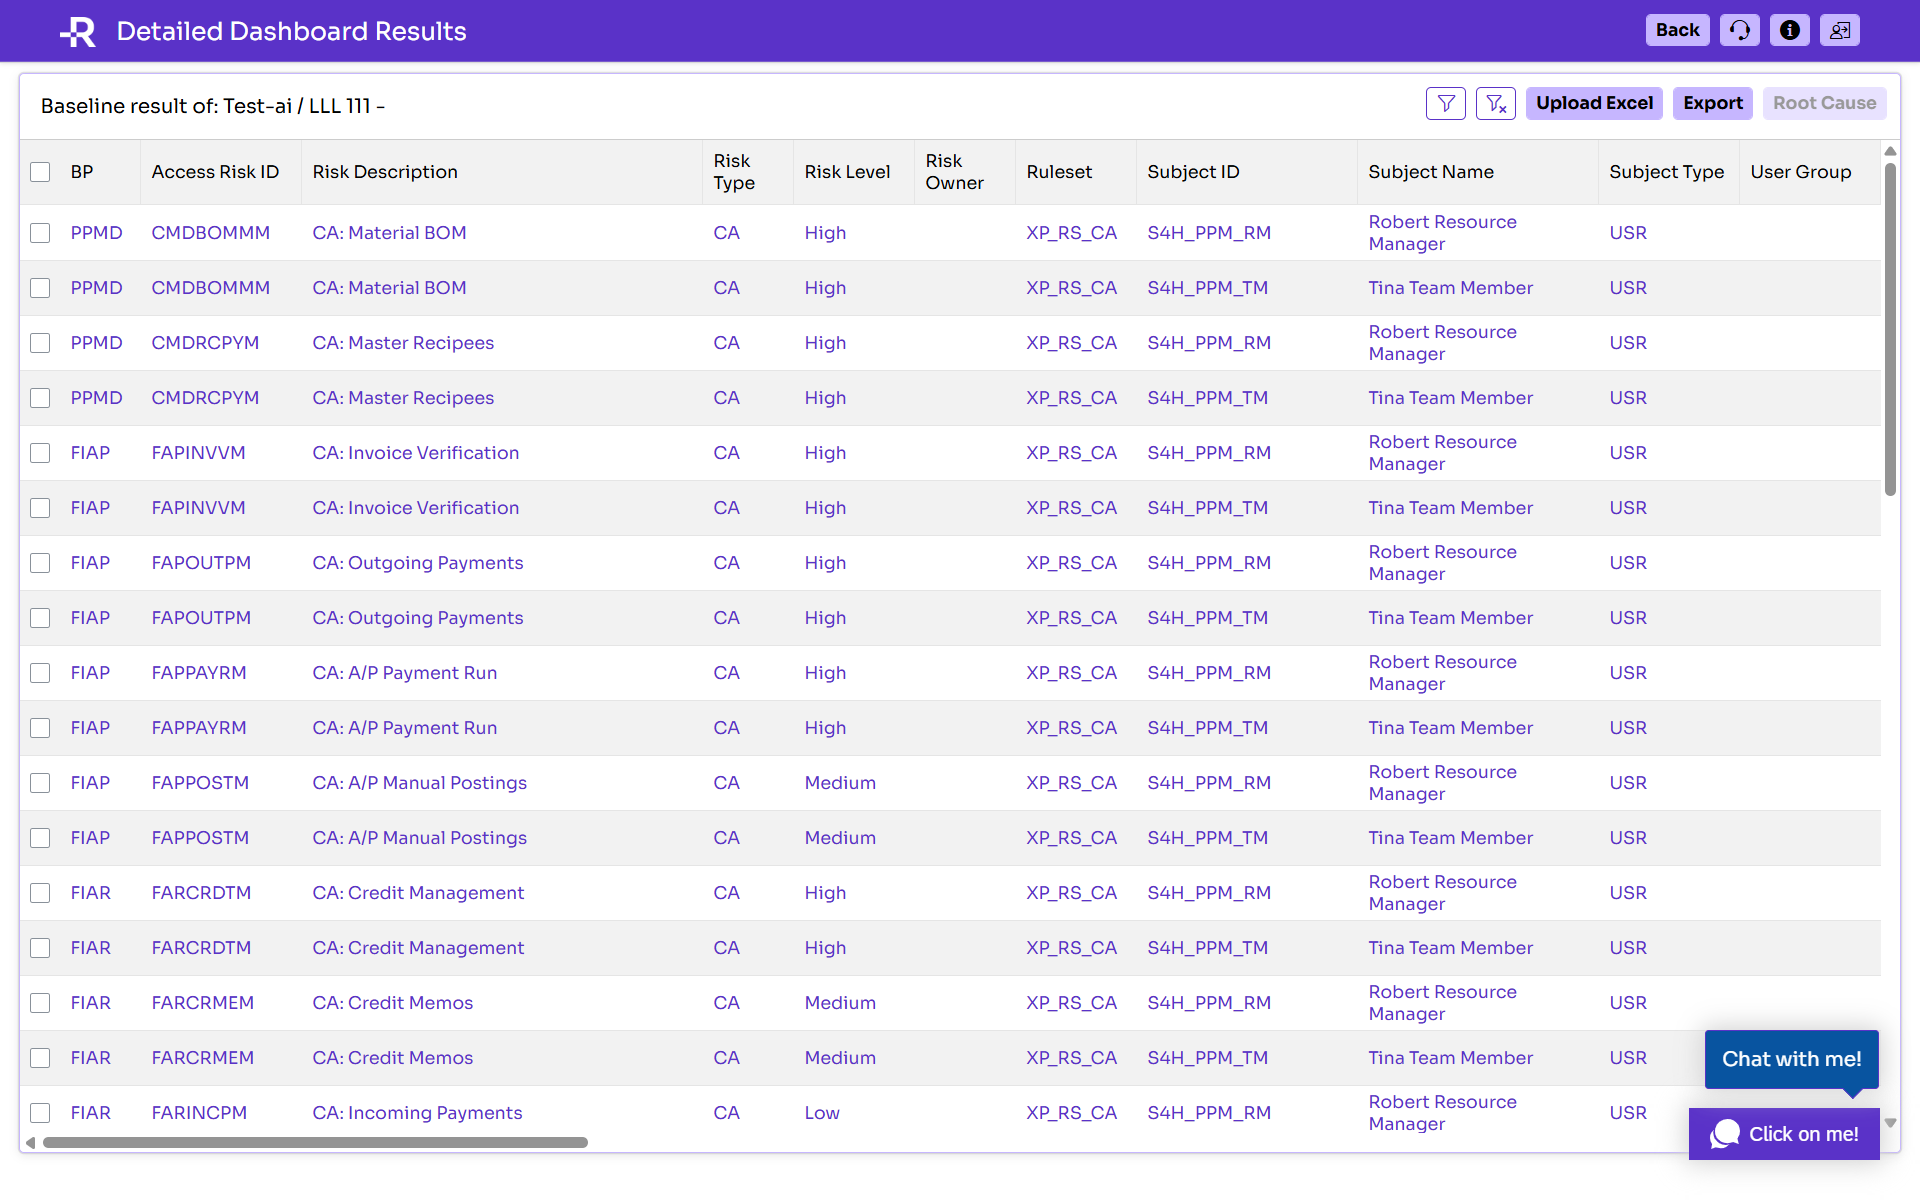 R Detailed Dashboard Results Back
Baseline result of: Test-ai / LLL 111 - Upload Excel Export Root Cause
BP Access Risk ID Risk Description Risk Type Risk Level Risk Owner Ruleset Subject ID Subject Name Subject Type User Group
PPMD CMDBOMMM CA: Material BOM CA High XP_RS_CA S4H_PPM_RM Robert Resource Manager USR
PPMD CMDBOMMM CA: Material BOM CA High XP_RS_CA S4H_PPM_TM Tina Team Member USR
PPMD CMDRCPYM CA: Master Recipees CA High XP_RS_CA S4H_PPM_RM Robert Resource Manager USR
PPMD CMDRCPYM CA: Master Recipees CA High XP_RS_CA S4H_PPM_TM Tina Team Member USR
FIAP FAPINVVM CA: Invoice Verification CA High XP_RS_CA S4H_PPM_RM Robert Resource Manager USR
FIAP FAPINVVM CA: Invoice Verification CA High XP_RS_CA S4H_PPM_TM Tina Team Member USR
FIAP FAPOUTPM CA: Outgoing Payments CA High XP_RS_CA S4H_PPM_RM Robert Resource Manager USR
FIAP FAPOUTPM CA: Outgoing Payments CA High XP_RS_CA S4H_PPM_TM Tina Team Member USR
FIAP FAPPAYRM CA: A/P Payment Run CA High XP_RS_CA S4H_PPM_RM Robert Resource Manager USR
FIAP FAPPAYRM CA: A/P Payment Run CA High XP_RS_CA S4H_PPM_TM Tina Team Member USR
FIAP FAPPOSTM CA: A/P Manual Postings CA Medium XP_RS_CA S4H_PPM_RM Robert Resource Manager USR
FIAP FAPPOSTM CA: A/P Manual Postings CA Medium XP_RS_CA S4H_PPM_TM Tina Team Member USR
FIAR FARCRDTM CA: Credit Management CA High XP_RS_CA S4H_PPM_RM Robert Resource Manager USR
FIAR FARCRDTM CA: Credit Management CA High XP_RS_CA S4H_PPM_TM Tina Team Member USR
FIAR FARCRMEM CA: Credit Memos CA Medium XP_RS_CA S4H_PPM_RM Robert Resource Manager USR
FIAR FARCRMEM CA: Credit Memos CA Medium XP_RS_CA S4H_PPM_TM Tina Team Member USR
FIAR FARINCPM CA: Incoming Payments CA Low XP_RS_CA S4H_PPM_RM Robert Resource Manager USR
Chat with me!
Click on me!